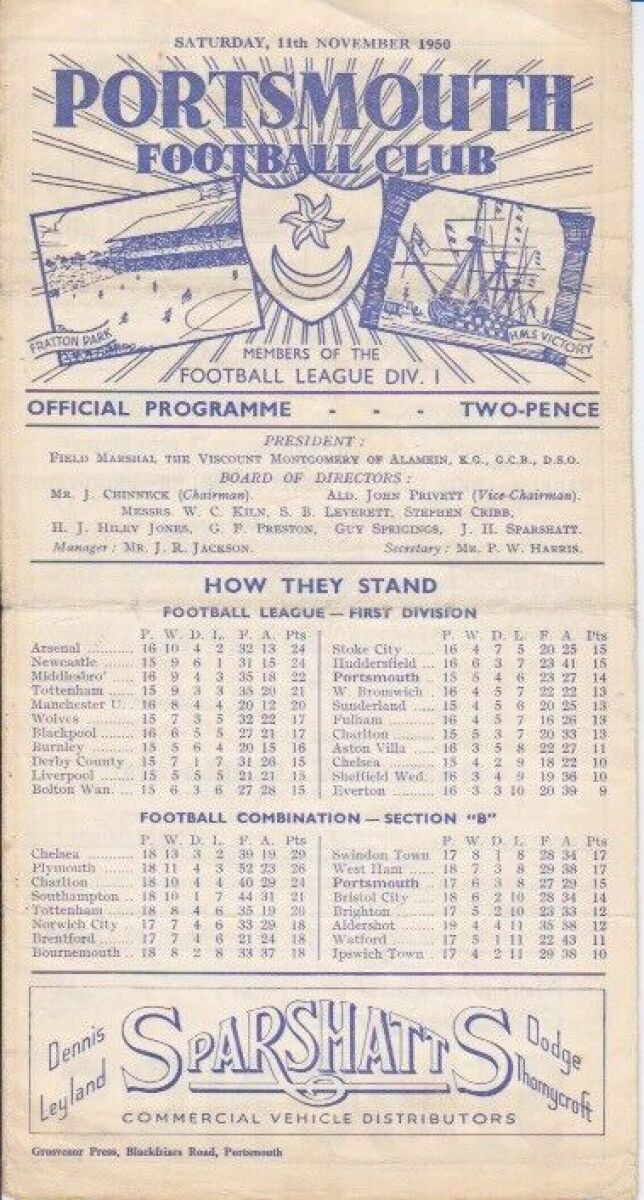 SATURDAY, 11th NOVEMBER 1950
PORTSMOUTH
FOOTBALL CLUB
FRATTON PARK
H.M.S VICTORY
MEMBERS OF THE
FOOTBALL LEAGUE DIV. I
OFFICIAL PROGRAMME - - - TWO-PENCE
PRESIDENT:
FIELD MARSHAL THE VISCOUNT MONTGOMERY OF ALAMEIN, K.G., G.C.B., D.S.O.
BOARD OF DIRECTORS:
MR. J. CHINNECK (Chairman). ALD. JOHN PRIVETT (Vice-Chairman).
MESSRS. W. C. KILN, S. B. LEVERETT, STEPHEN CRIBB,
H. J. HILEY JONES, G. F. PRESTON, GUY SPRIGINGS, J. H. SPARSHATT.
Manager: MR. J. R. JACKSON. Secretary: MR. P. W. HARRIS.
HOW THEY STAND
FOOTBALL LEAGUE — FIRST DIVISION
P. W. D. L. F. A. Pts
Arsenal .......... 16 10 4 2 32 13 24
Newcastle ........ 15 9 6 1 31 15 24
Middlesbro' ...... 16 9 4 3 35 18 22
Tottenham ...... 15 9 3 3 35 20 21
Manchester U. . 16 8 4 4 20 12 20
Wolves .......... 15 7 3 5 32 22 17
Blackpool ........ 16 6 5 5 27 21 17
Burnley .......... 15 5 6 4 20 15 16
Derby County . 15 7 1 7 31 26 15
Liverpool ........ 15 5 5 5 21 21 15
Bolton Wan. ... 15 6 3 6 27 28 15
P. W. D. L. F. A. Pts
Stoke City ...... 16 4 7 5 20 25 15
Huddersfield ... 16 6 3 7 23 41 15
Portsmouth .... 15 5 4 6 23 27 14
W Bromwich 16 4 5 7 22 22 13
Sunderland ..... 15 4 5 6 20 25 13
Fulham .......... 16 4 5 7 16 26 13
Charlton ........ 15 5 3 7 20 33 13
Aston Villa ..... 16 3 5 8 22 27 11
Chelsea .......... 15 4 2 9 18 22 10
Sheffield Wed. 16 3 4 9 19 36 10
Everton .......... 16 3 3 10 20 39 9
FOOTBALL COMBINATION — SECTION "B"
P. W. D. L. F. A. Pts
Chelsea .......... 18 13 3 2 39 19 29
Plymouth ........ 18 11 4 3 52 23 26
Charlton ......... 18 10 4 4 40 29 24
Southampton .. 18 10 1 7 44 31 21
Tottenham ...... 18 8 4 6 35 19 20
Norwich City .. 17 7 4 6 33 29 18
Brentford ........ 17 7 4 6 21 24 18
Bournemouth .. 18 8 2 8 33 37 18
P. W. D. L. F. A. Pts
Swindon Town 17 8 1 8 28 34 17
West Ham ...... 18 7 3 8 29 38 17
Portsmouth .. 17 6 3 8 27 29 15
Bristol City ..... 18 6 2 10 28 34 14
Brighton ......... 17 5 2 10 23 33 12
Aldershot ........ 19 4 4 11 35 58 12
Watford .......... 17 5 1 11 22 43 11
Ipswich Town . 17 4 2 11 29 38 10
Dennis
Leyland
SPARSHATTS
Dodge
Thornycroft
COMMERCIAL VEHICLE DISTRIBUTORS
Grosvenor Press, Blackfriars Road, Portsmouth